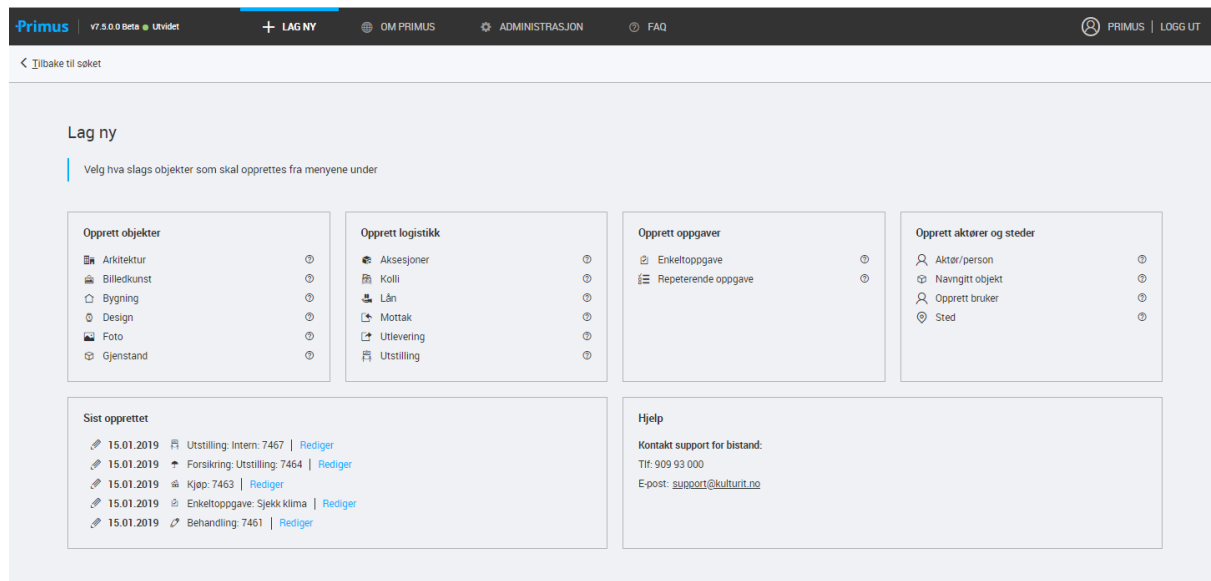 Primus v7.5.0.0 Beta Utvidet LAG NY OM PRIMUS ADMINISTRASJON FAQ PRIMUS | LOGG UT
Tilbake til søket
Lag ny
Velg hva slags objekter som skal opprettes fra menyene under
Opprett objekter
Arkitektur
Billedkunst
Bygning
Design
Foto
Gjenstand
Opprett logistikk
Aksesjoner
Kolli
Lån
Mottak
Utlevering
Utstilling
Opprett oppgaver
Enkeltoppgave
Repeterende oppgave
Opprett aktører og steder
Aktør/person
Navngitt objekt
Opprett bruker
Sted
Sist opprettet
15.01.2019 Utstilling: Intern: 7467 | Rediger
15.01.2019 Forsikring: Utstilling: 7464 | Rediger
15.01.2019 Kjøp: 7463 | Rediger
15.01.2019 Enkeltoppgave: Sjekk klima | Rediger
15.01.2019 Behandling: 7461 | Rediger
Hjelp
Kontakt support for bistand:
Tlf: 909 93 000
E-post: support@kulturit.no